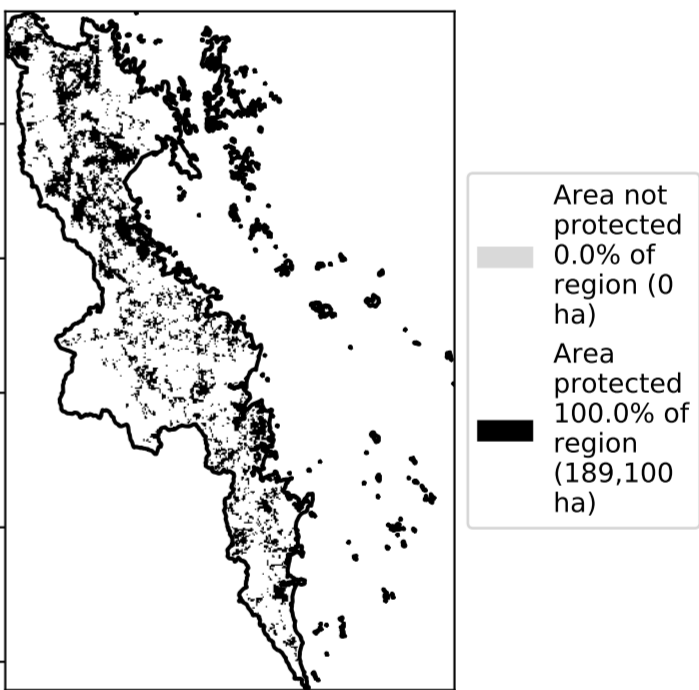 Area not
protected
0.0% of
region (0
ha)
Area
protected
100.0% of
region
(189,100
ha)